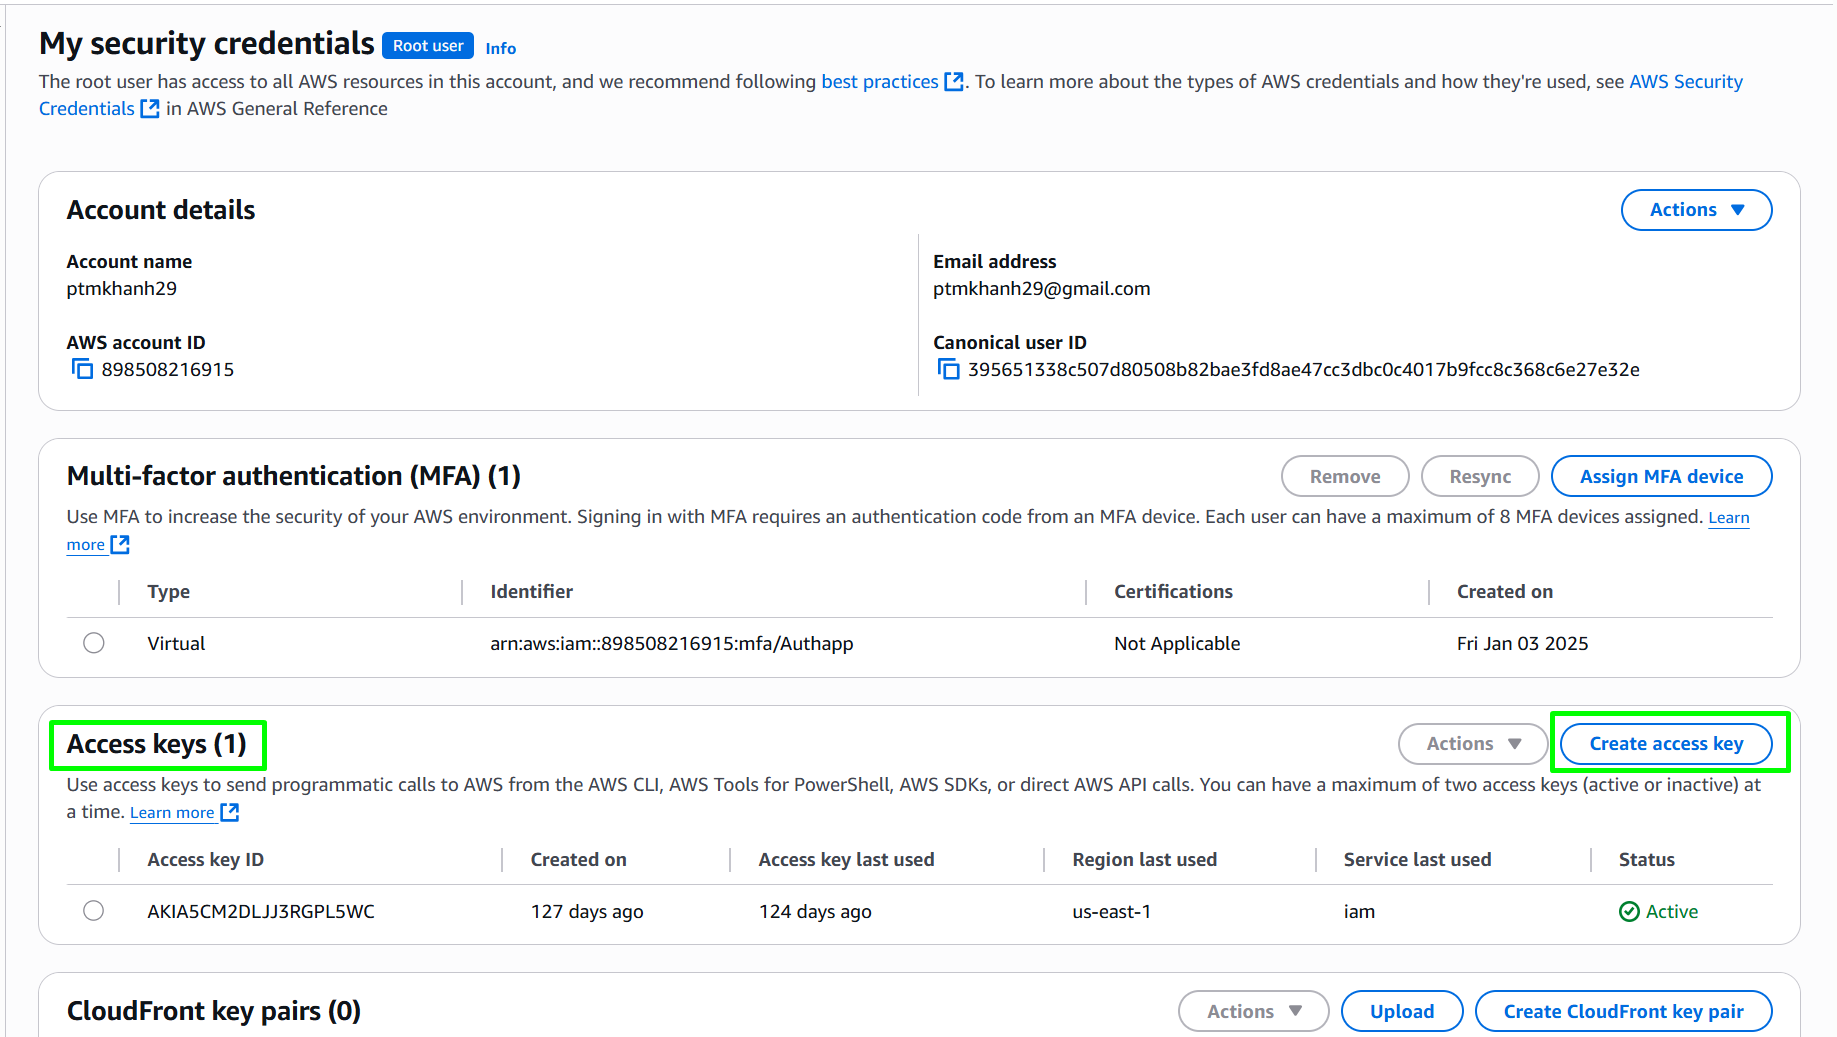 My security credentials Root user Info
The root user has access to all AWS resources in this account, and we recommend following best practices. To learn more about the types of AWS credentials and how they're used, see AWS Security
Credentials in AWS General Reference
Account details
Actions
Account name
ptmkhanh29
Email address
ptmkhanh29@gmail.com
AWS account ID
898508216915
Canonical user ID
395651338c507d80508b82bae3fd8ae47cc3dbc0c4017b9fcc8c368c6e27e32e
Multi-factor authentication (MFA) (1)
Remove
Resync
Assign MFA device
Use MFA to increase the security of your AWS environment. Signing in with MFA requires an authentication code from an MFA device. Each user can have a maximum of 8 MFA devices assigned. Learn
more
Type Identifier Certifications Created on
Virtual arn:aws:iam::898508216915:mfa/Authapp Not Applicable Fri Jan 03 2025
Access keys (1)
Actions
Create access key
Use access keys to send programmatic calls to AWS from the AWS CLI, AWS Tools for PowerShell, AWS SDKs, or direct AWS API calls. You can have a maximum of two access keys (active or inactive) at
a time. Learn more
Access key ID Created on Access key last used Region last used Service last used Status
AKIA5CM2DLJJ3RGPL5WC 127 days ago 124 days ago us-east-1 iam Active
CloudFront key pairs (0)
Actions
Upload
Create CloudFront key pair